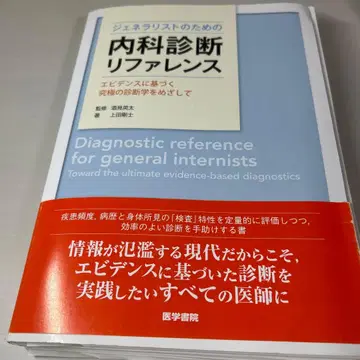 ジェネラリストのための
内科診断
リファレンス
エビデンスに基づく
究極の診断学をめざして
監修 酒見英太
著 上田剛士
Diagnostic reference
for general internists
Toward the ultimate evidence-based diagnostics
疾患頻度，病歴と身体所見の「検査」特性を定量的に評価しつつ，
効率のよい診断を手助けする書
情報が氾濫する現代だからこそ，
エビデンスに基づいた診断を
実践したいすべての医師に
医学書院